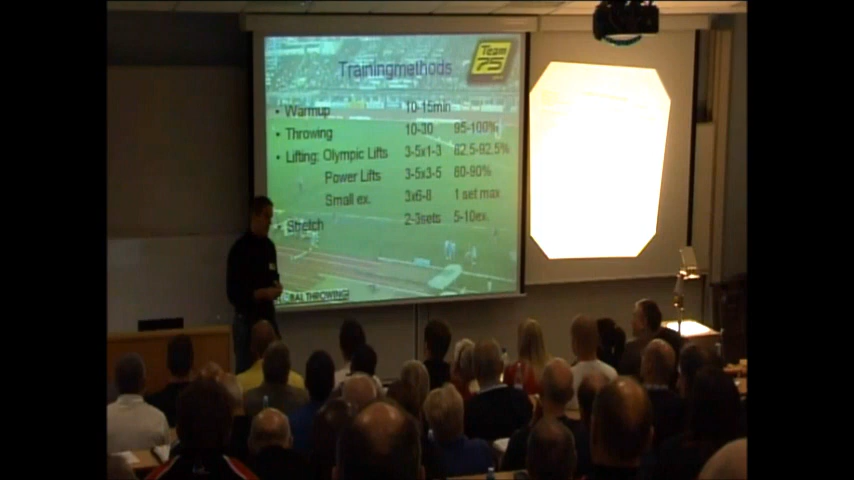 Team
75
Trainingmethods
• Warmup 10-15min
• Throwing 10-30 95-100%
• Lifting: Olympic Lifts 3-5x1-3 82,5-92,5%
Power Lifts 3-5x3-5 80-90%
Small ex. 3x6-8 1 set max
• Stretch 2-3sets 5-10ex.
BAL THROWING